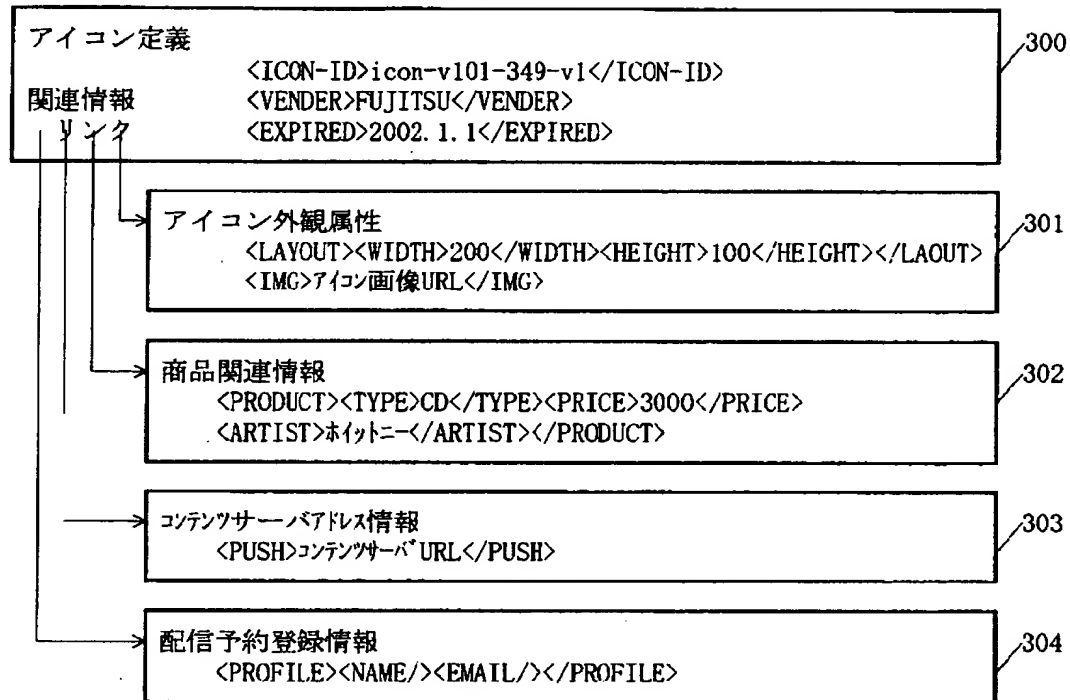 アイコン定義
300
<ICON-ID>icon-v101-349-v1</ICON-ID>
関連情報
<VENDER>FUJITSU</VENDER>
リンク
<EXPIRED>2002.1.1</EXPIRED>
アイコン外観属性
301
<LAYOUT><WIDTH>200</WIDTH><HEIGHT>100</HEIGHT></LAOUT>
<IMG>アイコン画像URL</IMG>
商品関連情報
302
<PRODUCT><TYPE>CD</TYPE><PRICE>3000</PRICE>
<ARTIST>ホイットニー</ARTIST></PRODUCT>
コンテンツサーバアドレス情報
303
<PUSH>コンテンツサーバURL</PUSH>
配信予約登録情報
304
<PROFILE><NAME/><EMAIL/></PROFILE>